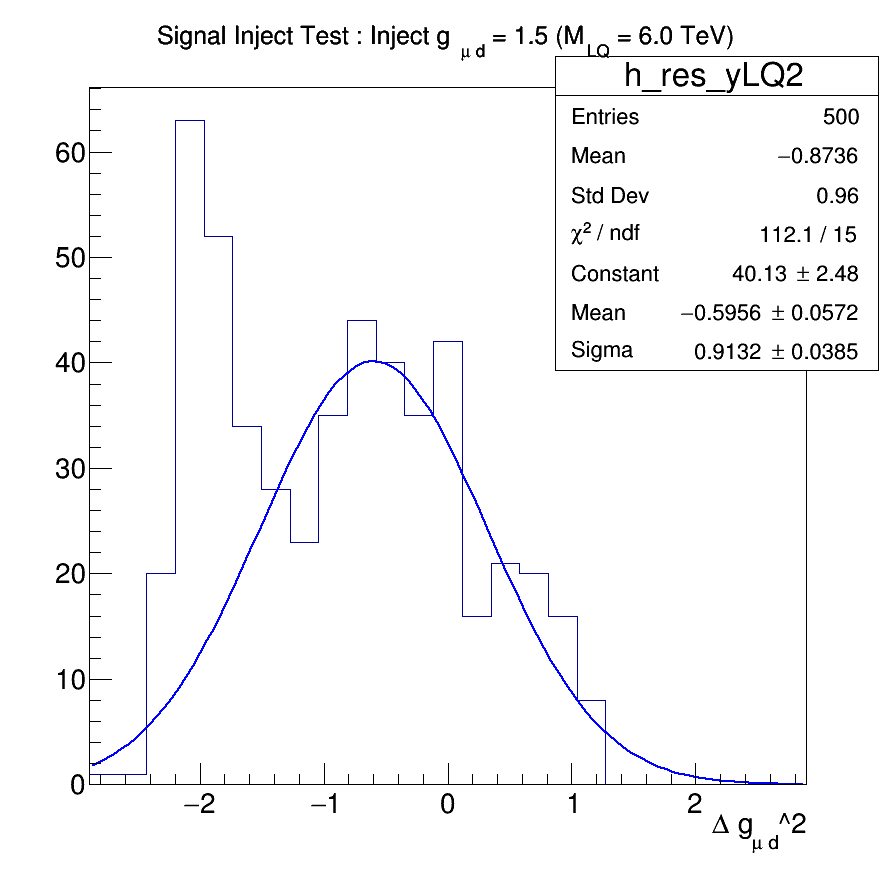 Signal Inject Test : Inject g μ d = 1.5 (M LQ = 6.0 TeV)
h_res_yLQ2
Entries 500
Mean −0.8736
Std Dev 0.96
χ² / ndf 112.1 / 15
Constant 40.13 ± 2.48
Mean −0.5956 ± 0.0572
Sigma 0.9132 ± 0.0385
60
50
40
30
20
10
0
−2 −1 0 1 2
Δ g μ d ^2